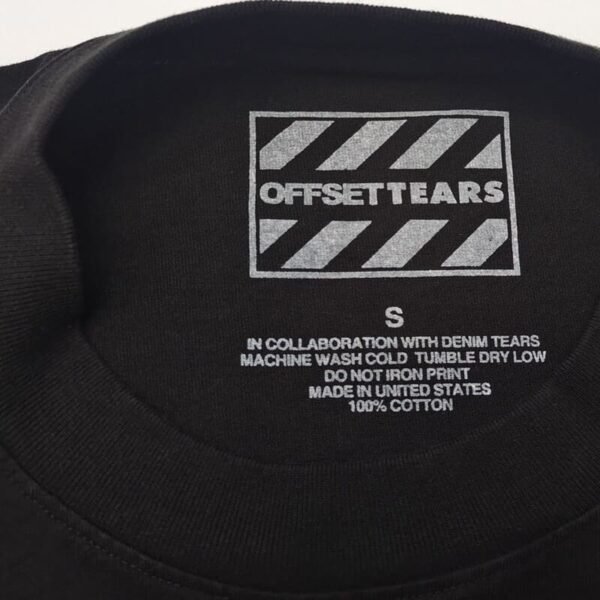 OFFSETTEARS
S
IN COLLABORATION WITH DENIM TEARS
MACHINE WASH COLD TUMBLE DRY LOW
DO NOT IRON PRINT
MADE IN UNITED STATES
100% COTTON